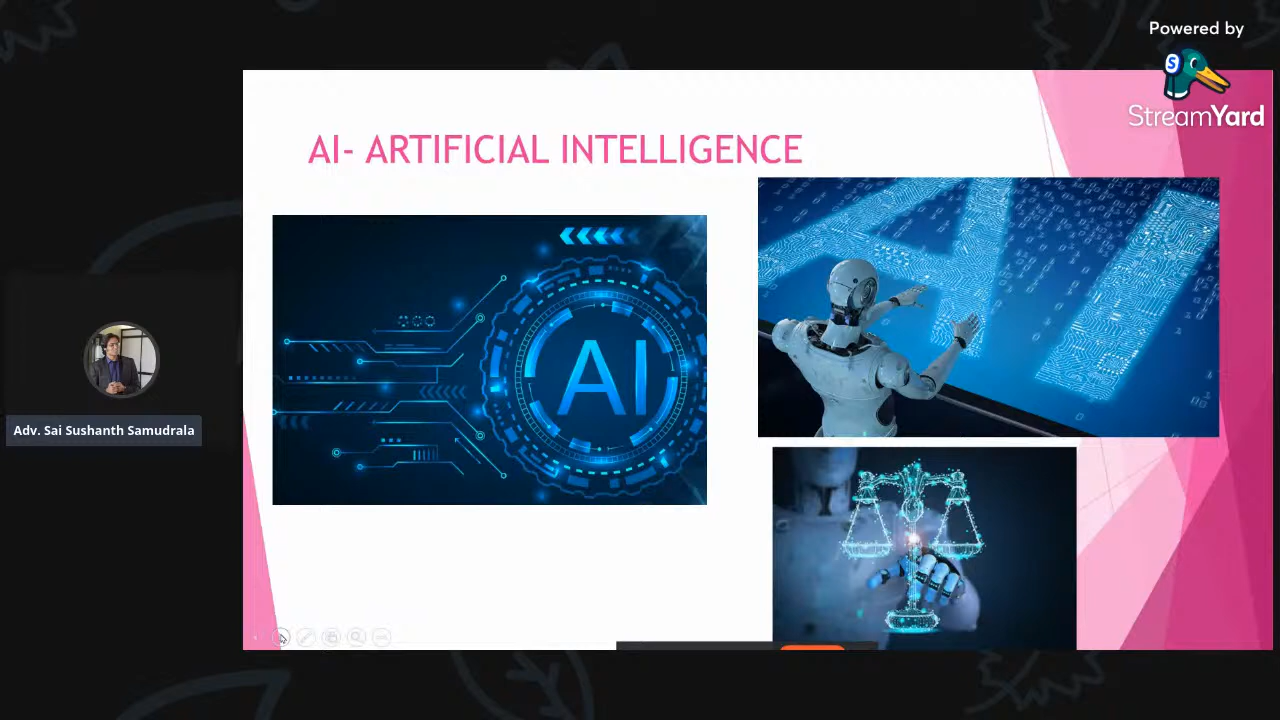 Powered by
S
StreamYard
AI- ARTIFICIAL INTELLIGENCE
AI
AI
Adv. Sai Sushanth Samudrala